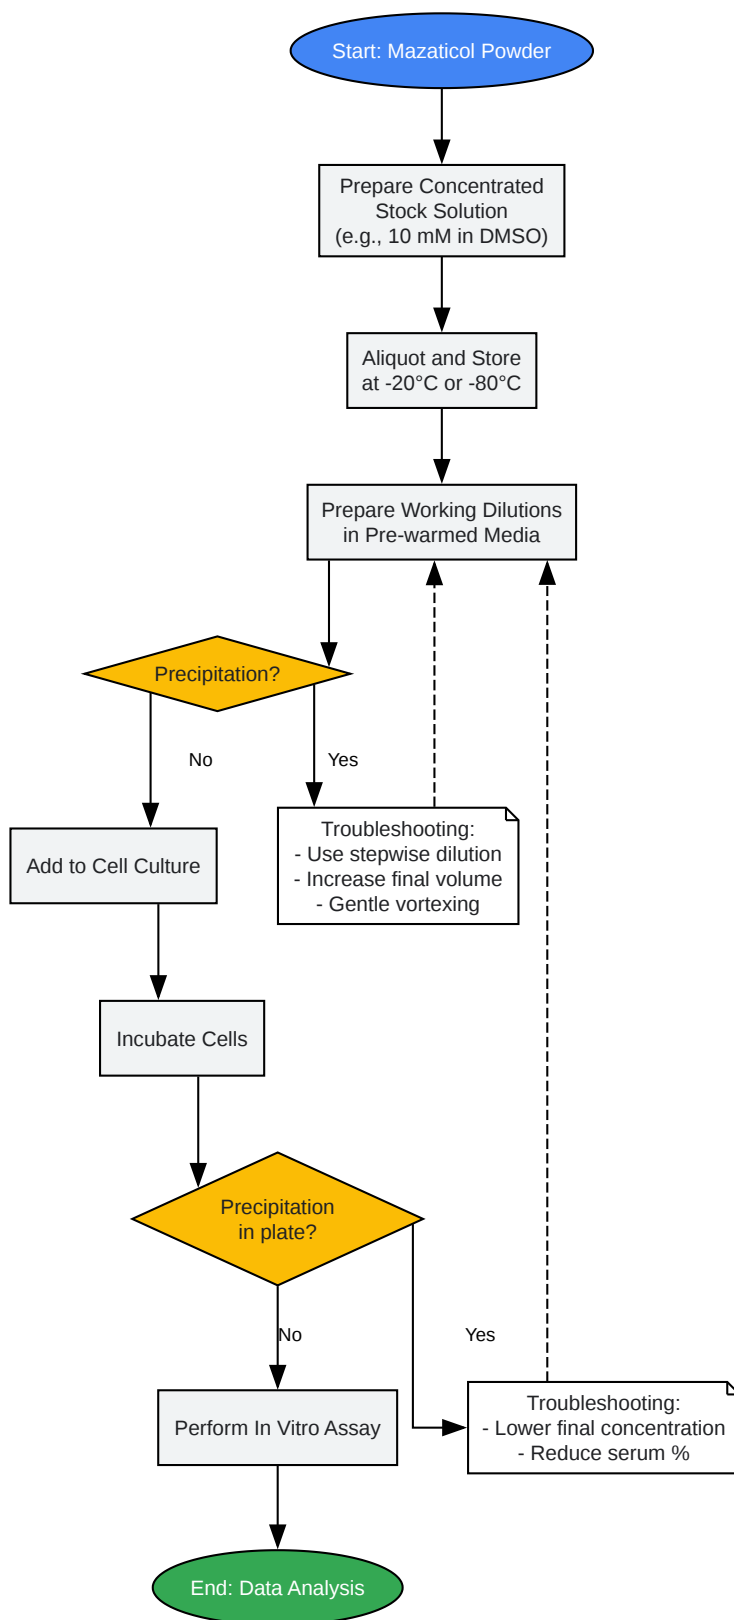 Start: Mazaticol Powder
Prepare Concentrated
Stock Solution
(e.g., 10 mM in DMSO)
Aliquot and Store
at -20°C or -80°C
Prepare Working Dilutions
in Pre-warmed Media
Precipitation?
No
Yes
Troubleshooting:
- Use stepwise dilution
- Increase final volume
- Gentle vortexing
Add to Cell Culture
Incubate Cells
Precipitation
in plate?
No
Yes
Troubleshooting:
- Lower final concentration
- Reduce serum %
Perform In Vitro Assay
End: Data Analysis